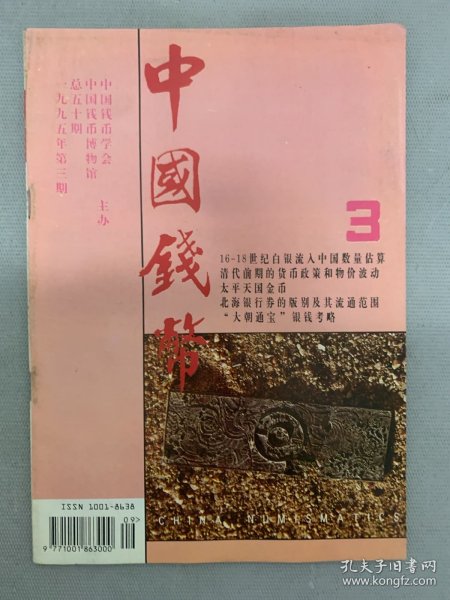 中國錢幣
中国钱币学会
中国钱币博物馆 主办
总五十期
一九九五年第三期
3
16-18世纪白银流入中国数量估算
清代前期的货币政策和物价波动
太平天国金币
北海银行券的版别及其流通范围
“大朝通宝”银钱考略
CHINA NUMISMATICS
ISSN 1001-8638
09>
9 771001 863000
孔夫子旧书网
www.kongfz.com